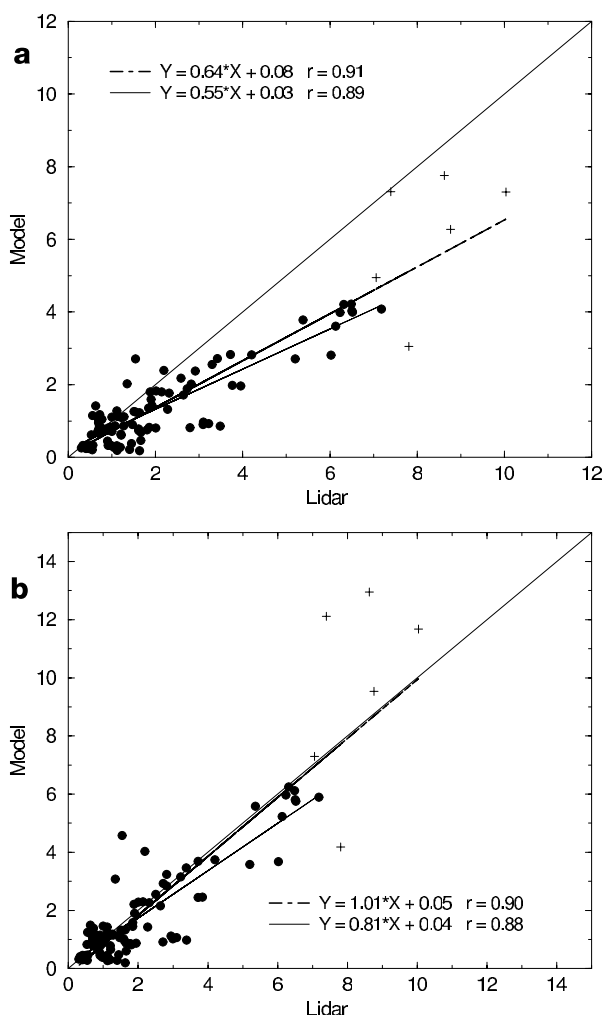 a
Y = 0.64*X + 0.08 r = 0.91
Y = 0.55*X + 0.03 r = 0.89
12
10
8
6
4
2
0
Model
0 2 4 6 8 10 12
Lidar
b
14
12
10
8
6
4
2
0
Model
Y = 1.01*X + 0.05 r = 0.90
Y = 0.81*X + 0.04 r = 0.88
0 2 4 6 8 10 12 14
Lidar